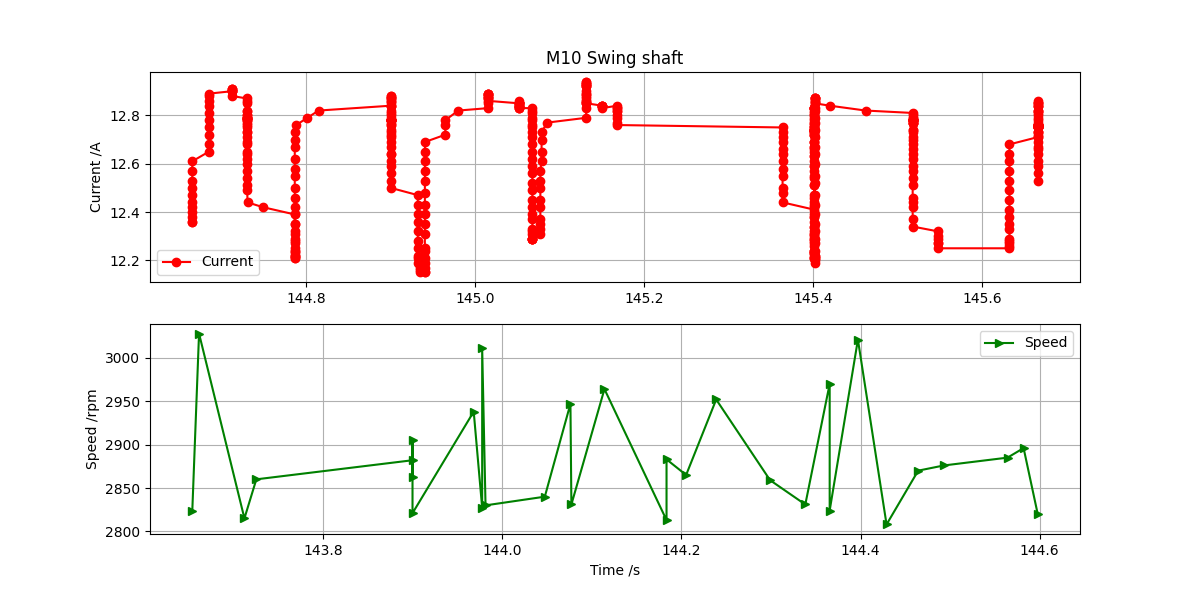 M10 Swing shaft
Current /A
12.8
12.6
12.4
12.2
Current
144.8 145.0 145.2 145.4 145.6
Speed /rpm
3000
2950
2900
2850
2800
Speed
143.8 144.0 144.2 144.4 144.6
Time /s